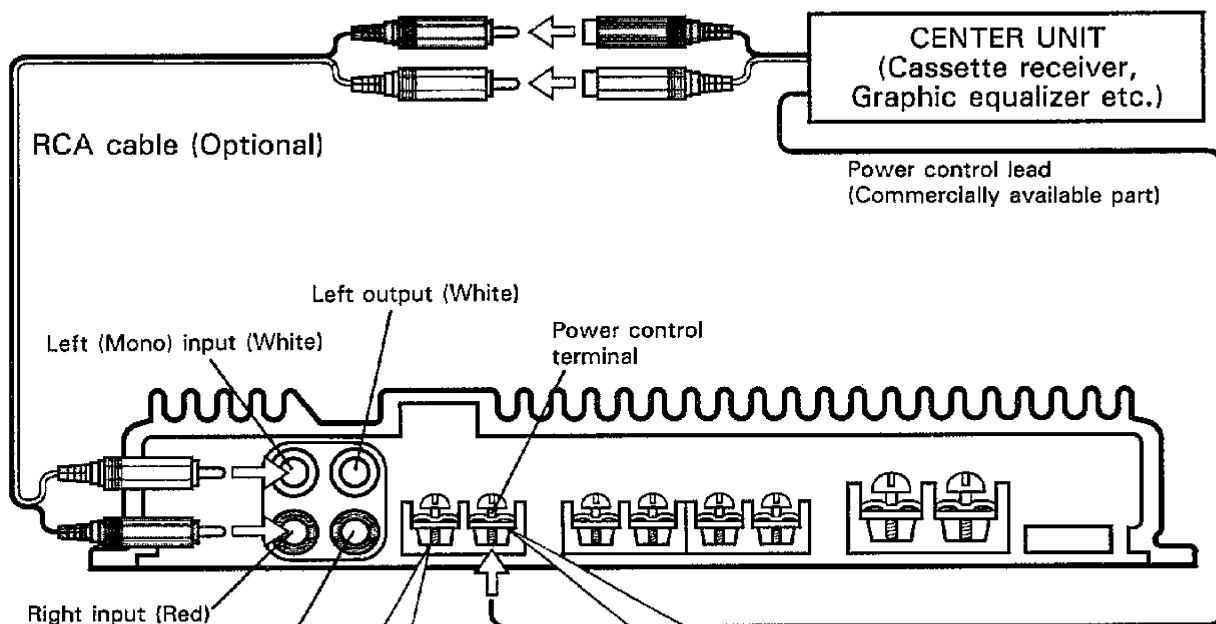 CENTER UNIT
(Cassette receiver,
Graphic equalizer etc.)
RCA cable (Optional)
Power control lead
(Commercially available part)
Left output (White)
Left (Mono) input (White)
Power control
terminal
Right input (Red)